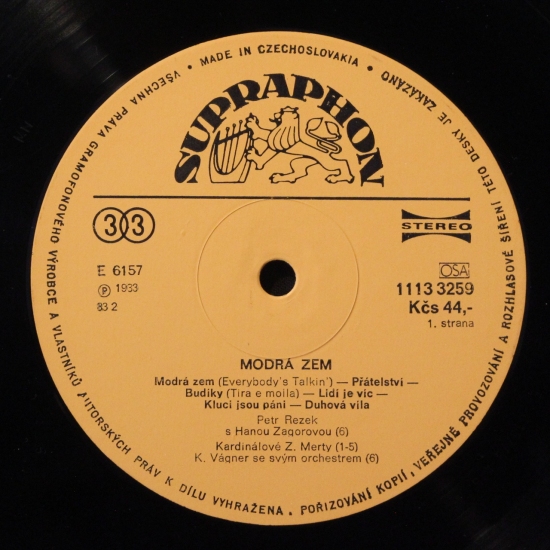 • MADE IN CZECHOSLOVAKIA •
VŠECHNA PRÁVA GRAMOFONOVÉHO VÝROBCE A VLASTNÍKŮ AUTORSKÝCH PRÁV K DÍLU VYHRAŽENA. POŘIZOVÁNÍ KOPIÍ, VEŘEJNÉ PROVOZOVÁNÍ A ROZHLASOVÉ ŠÍŘENÍ TÉTO DESKY JE ZAKÁZÁNO
SUPRAPHON
33
STEREO
E 6157
℗ 1983
83 2
OSA
1113 3259
Kčs 44,-
1. strana
MODRÁ ZEM
Modrá zem (Everybody's Talkin') — Přátelství —
Budíky (Tira e molla) — Lidí je víc —
Kluci jsou páni — Duhová víla
Petr Rezek
s Hanou Zagorovou (6)
Kardinálové Z. Merty (1-5)
K. Vágner se svým orchestrem (6)